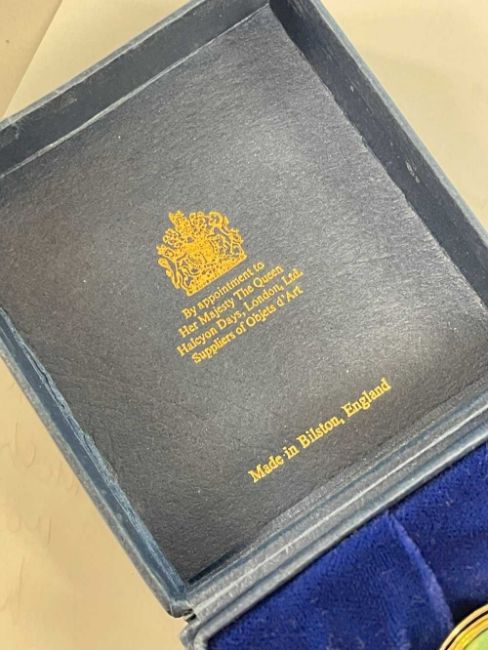 By appointment to
Her Majesty The Queen
Halcyon Days, London, Ltd.
Suppliers of Objets d'Art
Made in Bilston, England